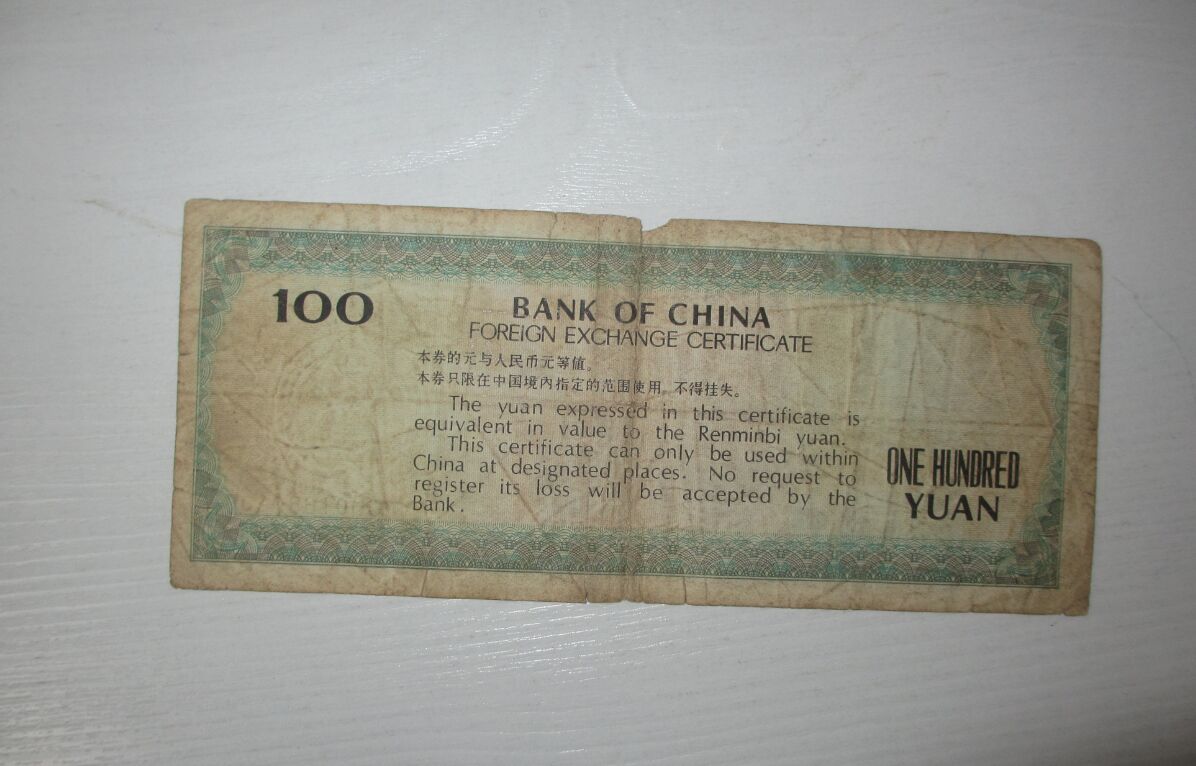 100
BANK OF CHINA
FOREIGN EXCHANGE CERTIFICATE
本券的元与人民币元等值。
本券只限在中国境内指定的范围使用。不得挂失。
The yuan expressed in this certificate is
equivalent in value to the Renminbi yuan.
This certificate can only be used within
China at designated places. No request to
register its loss will be accepted by the
Bank.
ONE HUNDRED
YUAN